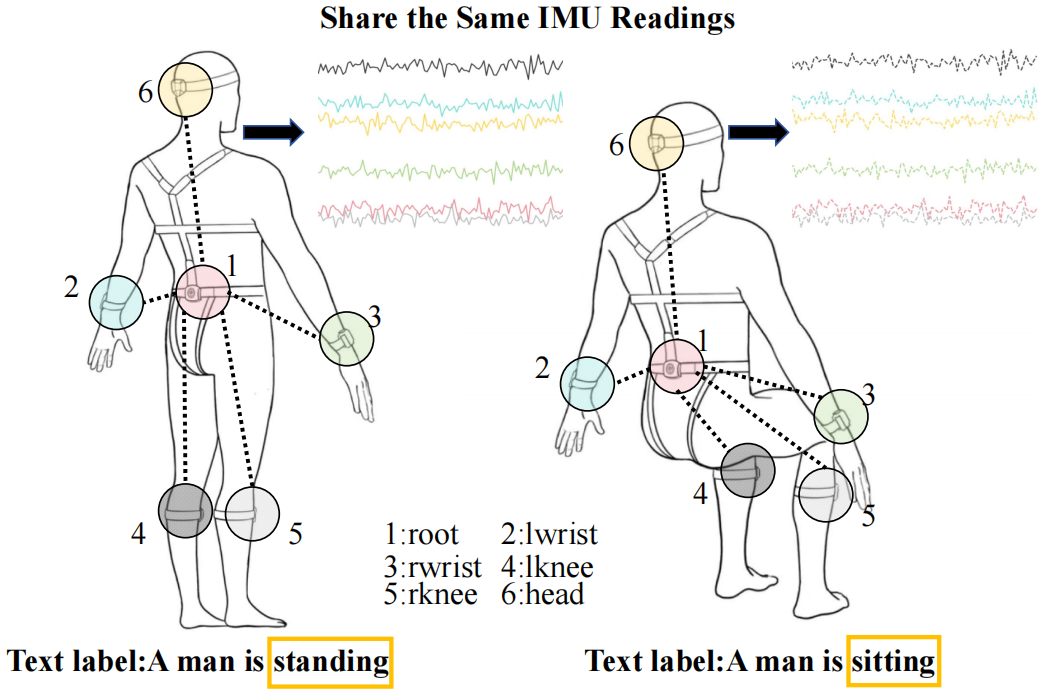 Share the Same IMU Readings
6
1
2
3
4
5
6
1
2
3
4
5
1:root 2:lwrist
3:rwrist 4:lknee
5:rknee 6:head
Text label:A man is standing
Text label:A man is sitting